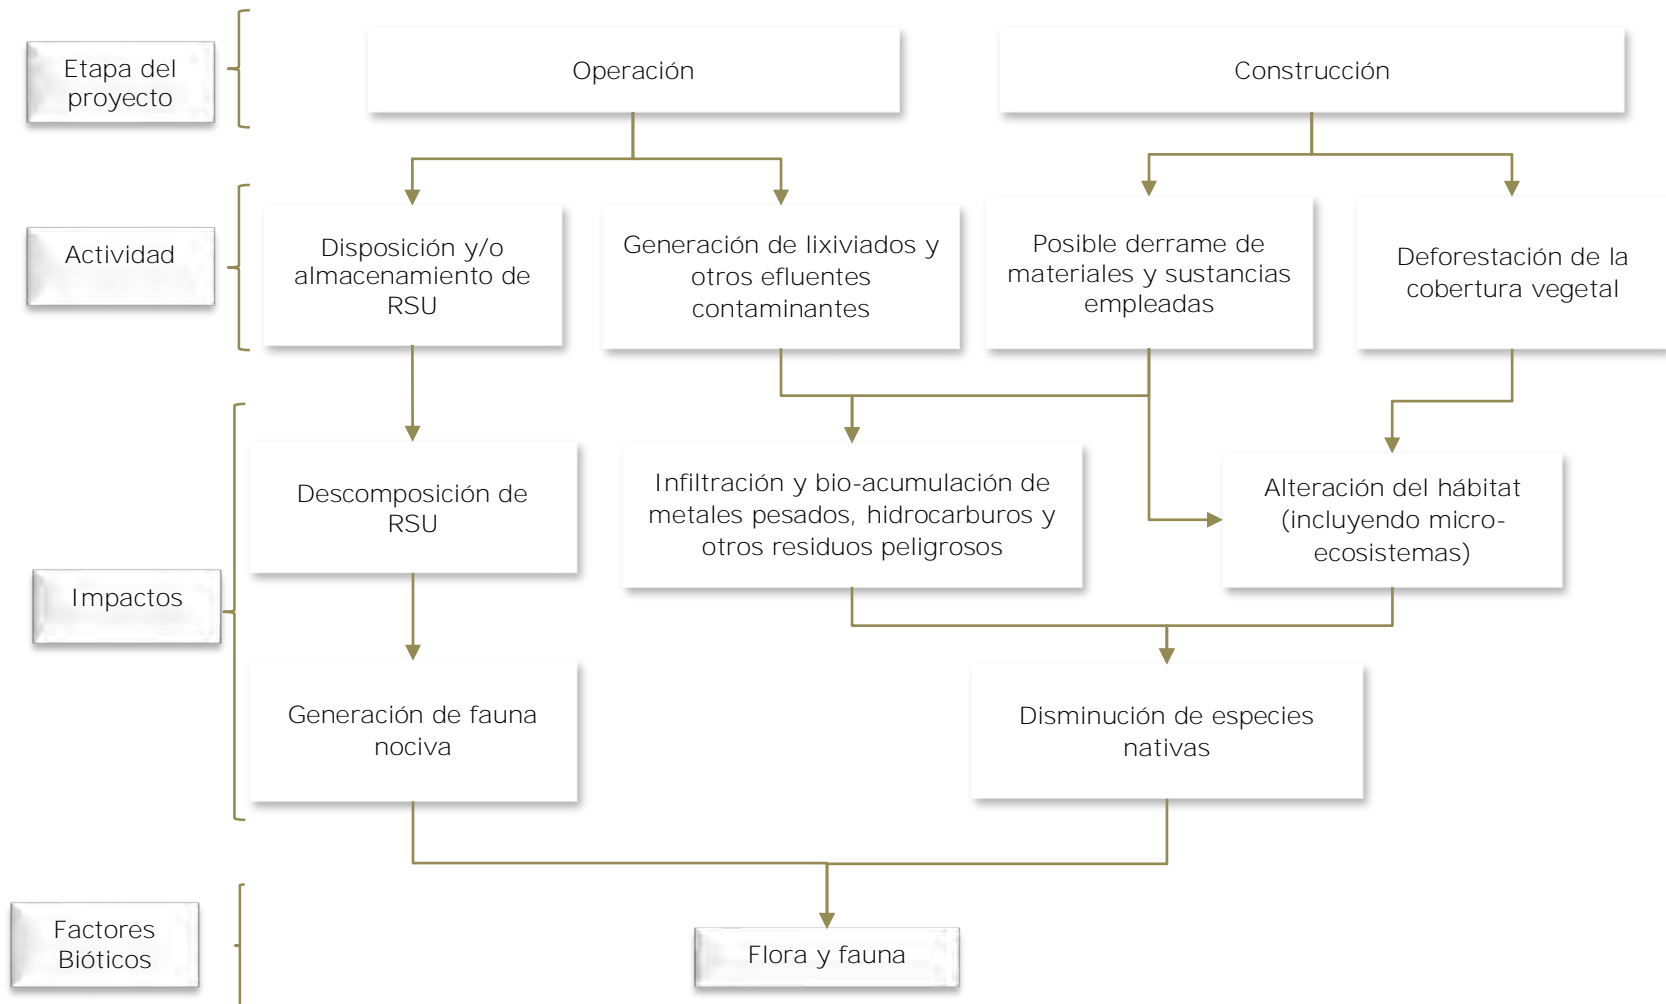 Etapa del
proyecto
Operación
Construcción
Actividad
Disposición y/o
almacenamiento de
RSU
Generación de lixiviados y
otros efluentes
contaminantes
Posible derrame de
materiales y sustancias
empleadas
Deforestación de la
cobertura vegetal
Impactos
Descomposición de
RSU
Infiltración y bio-acumulación de
metales pesados, hidrocarburos y
otros residuos peligrosos
Alteración del hábitat
(incluyendo micro-
ecosistemas)
Generación de fauna
nociva
Disminución de especies
nativas
Factores
Bióticos
Flora y fauna